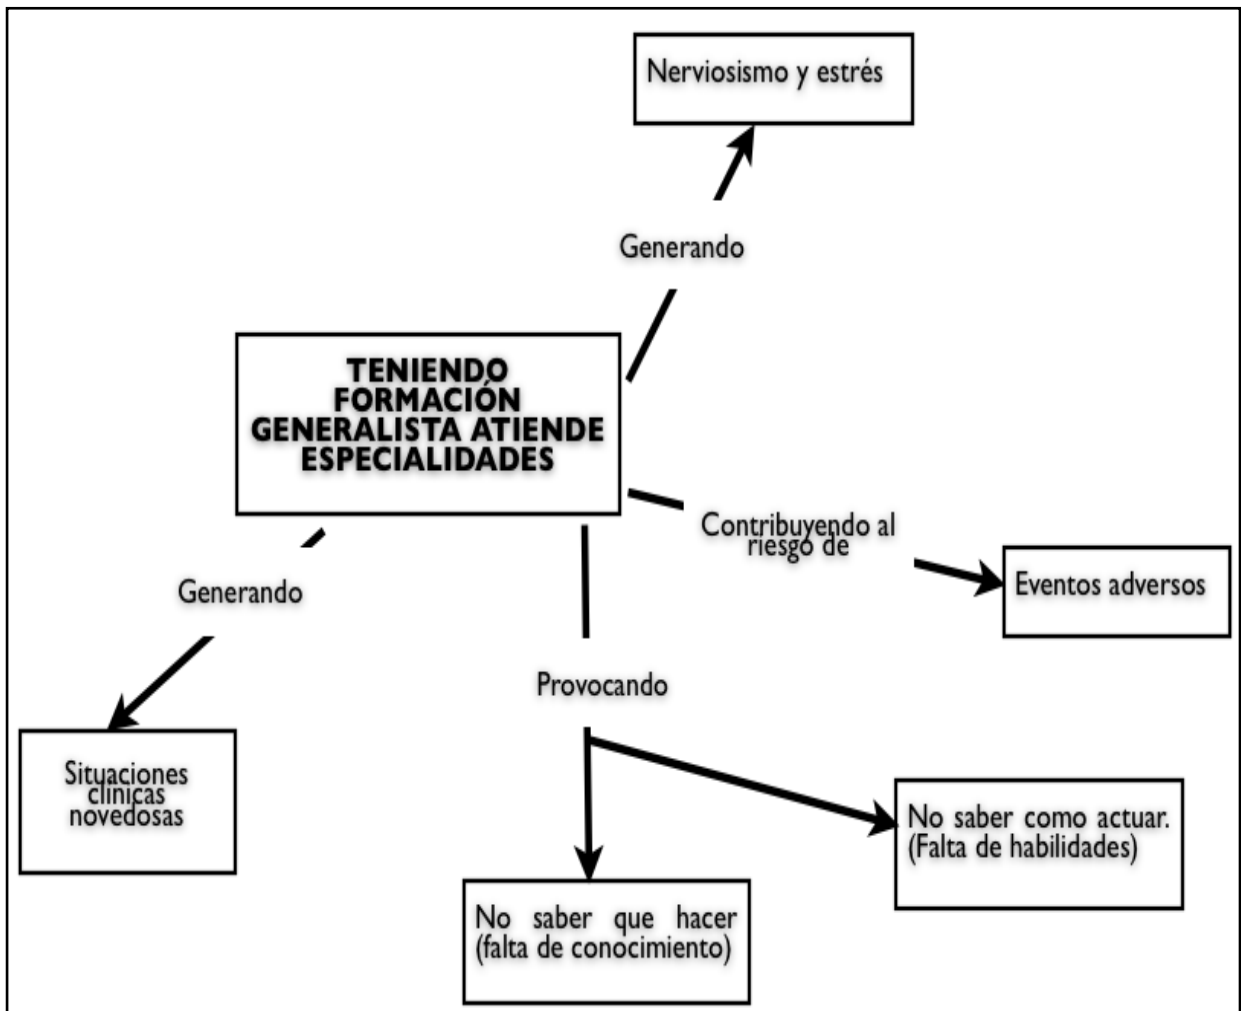 Nerviosismo y estrés
Generando
TENIENDO
FORMACIÓN
GENERALISTA ATIENDE
ESPECIALIDADES
Contribuyendo al
riesgo de
Eventos adversos
Generando
Provocando
Situaciones
clínicas
novedosas
No saber como actuar.
(Falta de habilidades)
No saber que hacer
(falta de conocimiento)